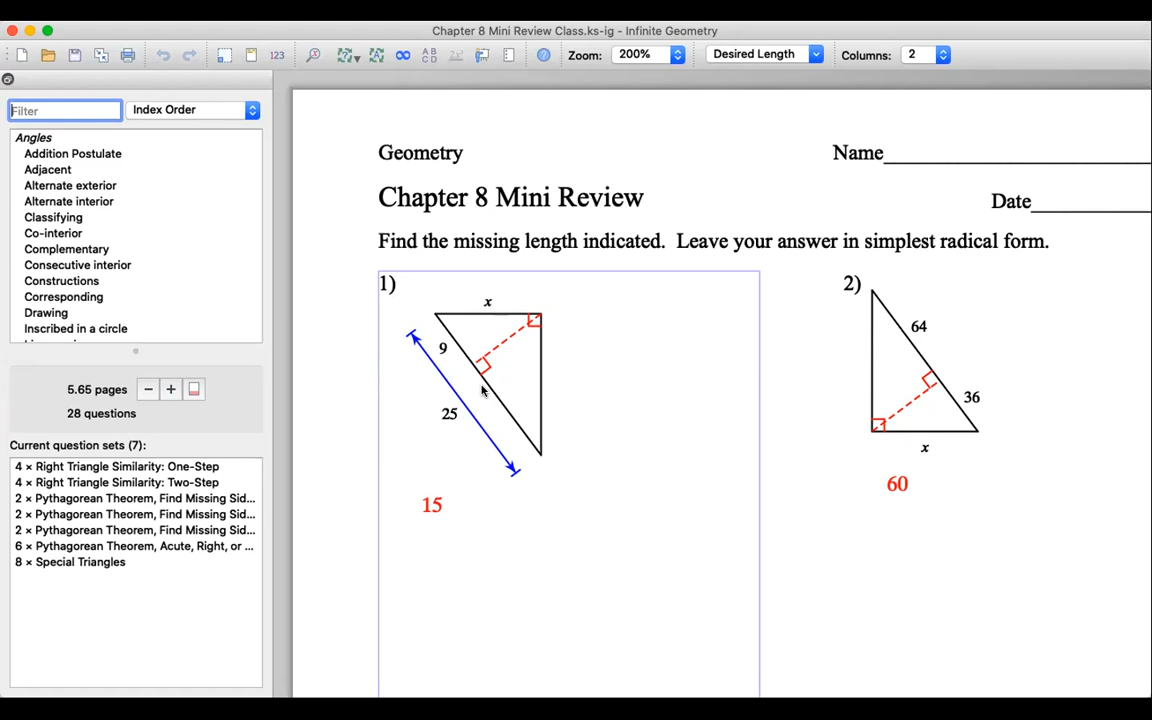 Chapter 8 Mini Review Class.ks-ig - Infinite Geometry
123 A B C D Zoom: 200% Desired Length Columns: 2
Filter Index Order
Angles
Addition Postulate
Adjacent
Alternate exterior
Alternate interior
Classifying
Co-interior
Complementary
Consecutive interior
Constructions
Corresponding
Drawing
Inscribed in a circle
5.65 pages
28 questions
Current question sets (7):
4 × Right Triangle Similarity: One-Step
4 × Right Triangle Similarity: Two-Step
2 × Pythagorean Theorem, Find Missing Sid...
2 × Pythagorean Theorem, Find Missing Sid...
2 × Pythagorean Theorem, Find Missing Sid...
6 × Pythagorean Theorem, Acute, Right, or ...
8 × Special Triangles
Geometry Name
Chapter 8 Mini Review Date
Find the missing length indicated. Leave your answer in simplest radical form.
1)
x
9
25
15
2)
64
36
x
60